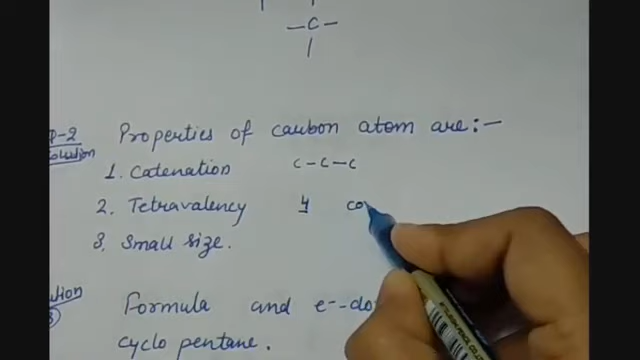 -C-
Q-2 Properties of carbon atom are:-
Solution
1. Catenation C-C-C
2. Tetravalency 4 co
3. Small size.
Formula and e--do
cyclo pentane.